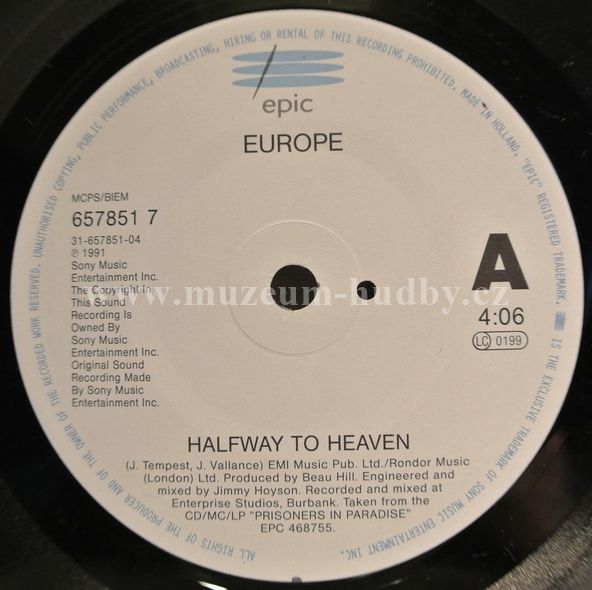 ALL RIGHTS OF THE PRODUCER AND OF THE OWNER OF THE RECORDED WORK RESERVED, UNAUTHORISED COPYING, PUBLIC PERFORMANCE, BROADCASTING, HIRING OR RENTAL OF THIS RECORDING PROHIBITED, MADE IN HOLLAND. "EPIC" REGISTERED TRADEMARK. IS THE EXCLUSIVE TRADEMARK OF SONY MUSIC ENTERTAINMENT INC.
epic
EUROPE
MCPS/BIEM
657851 7
31-657851-04
℗ 1991
Sony Music
Entertainment Inc.
The Copyright In
This Sound
Recording Is
Owned By
Sony Music
Entertainment Inc.
Original Sound
Recording Made
By Sony Music
Entertainment Inc.
A
4:06
LC 0199
www.muzeum-hudby.cz
HALFWAY TO HEAVEN
(J. Tempest, J. Vallance) EMI Music Pub. Ltd./Rondor Music
(London) Ltd. Produced by Beau Hill. Engineered and
mixed by Jimmy Hoyson. Recorded and mixed at
Enterprise Studios, Burbank. Taken from the
CD/MC/LP "PRISONERS IN PARADISE"
EPC 468755.